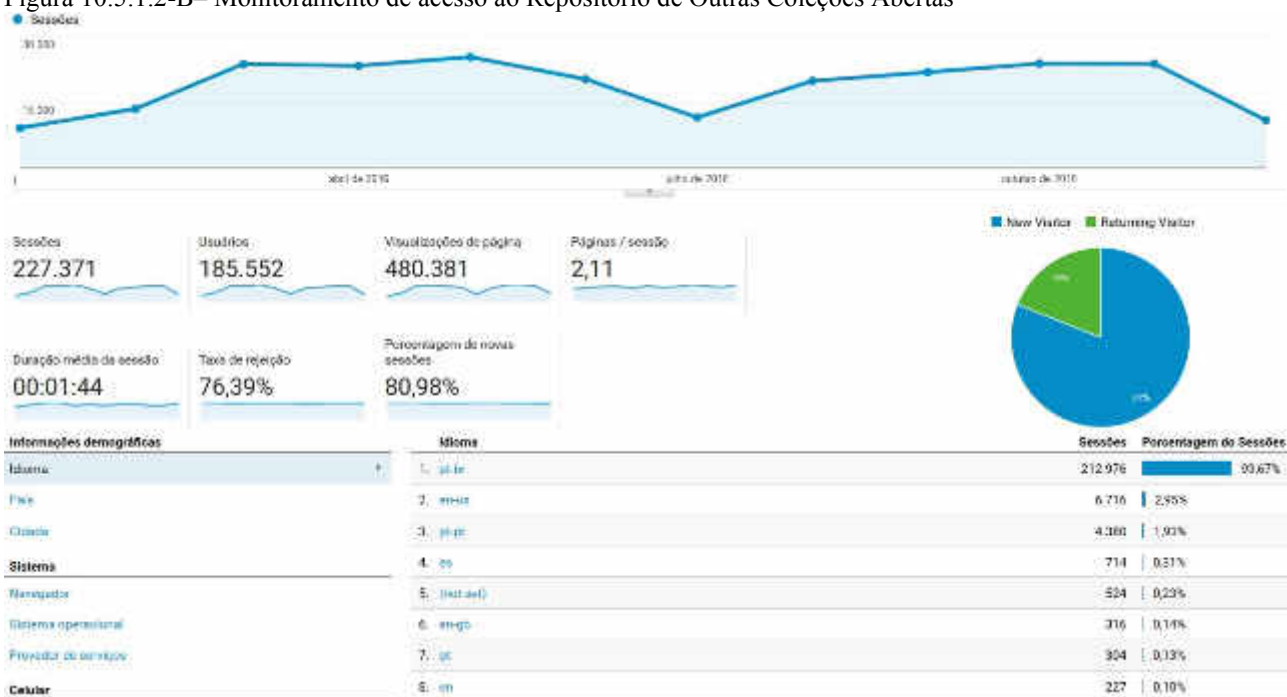 Figura 10.5.1.2-B– Monitoramento de acesso ao Repositório de Outras Coleções Abertas
Sessões
abril de 2016
julho de 2016
outubro de 2016
New Visitor Returning Visitor
Sessões Usuários Visualizações de página Páginas / sessão
227.371 185.552 480.381 2,11
Duração média da sessão Taxa de rejeição Porcentagem de novas sessões
00:01:44 76,39% 80,98%
Informações demográficas Idioma Sessões Porcentagem do Sessões
Idioma 1. pt-br 212.976 93,67%
País 2. en-us 6.716 2,95%
Cidade 3. pt-pt 4.380 1,93%
Sistema 4. es 714 0,31%
Navegador 5. (not set) 524 0,23%
Sistema operacional 6. en-gb 316 0,14%
Provedor de serviços 7. pt 304 0,13%
Celular 8. en 227 0,10%